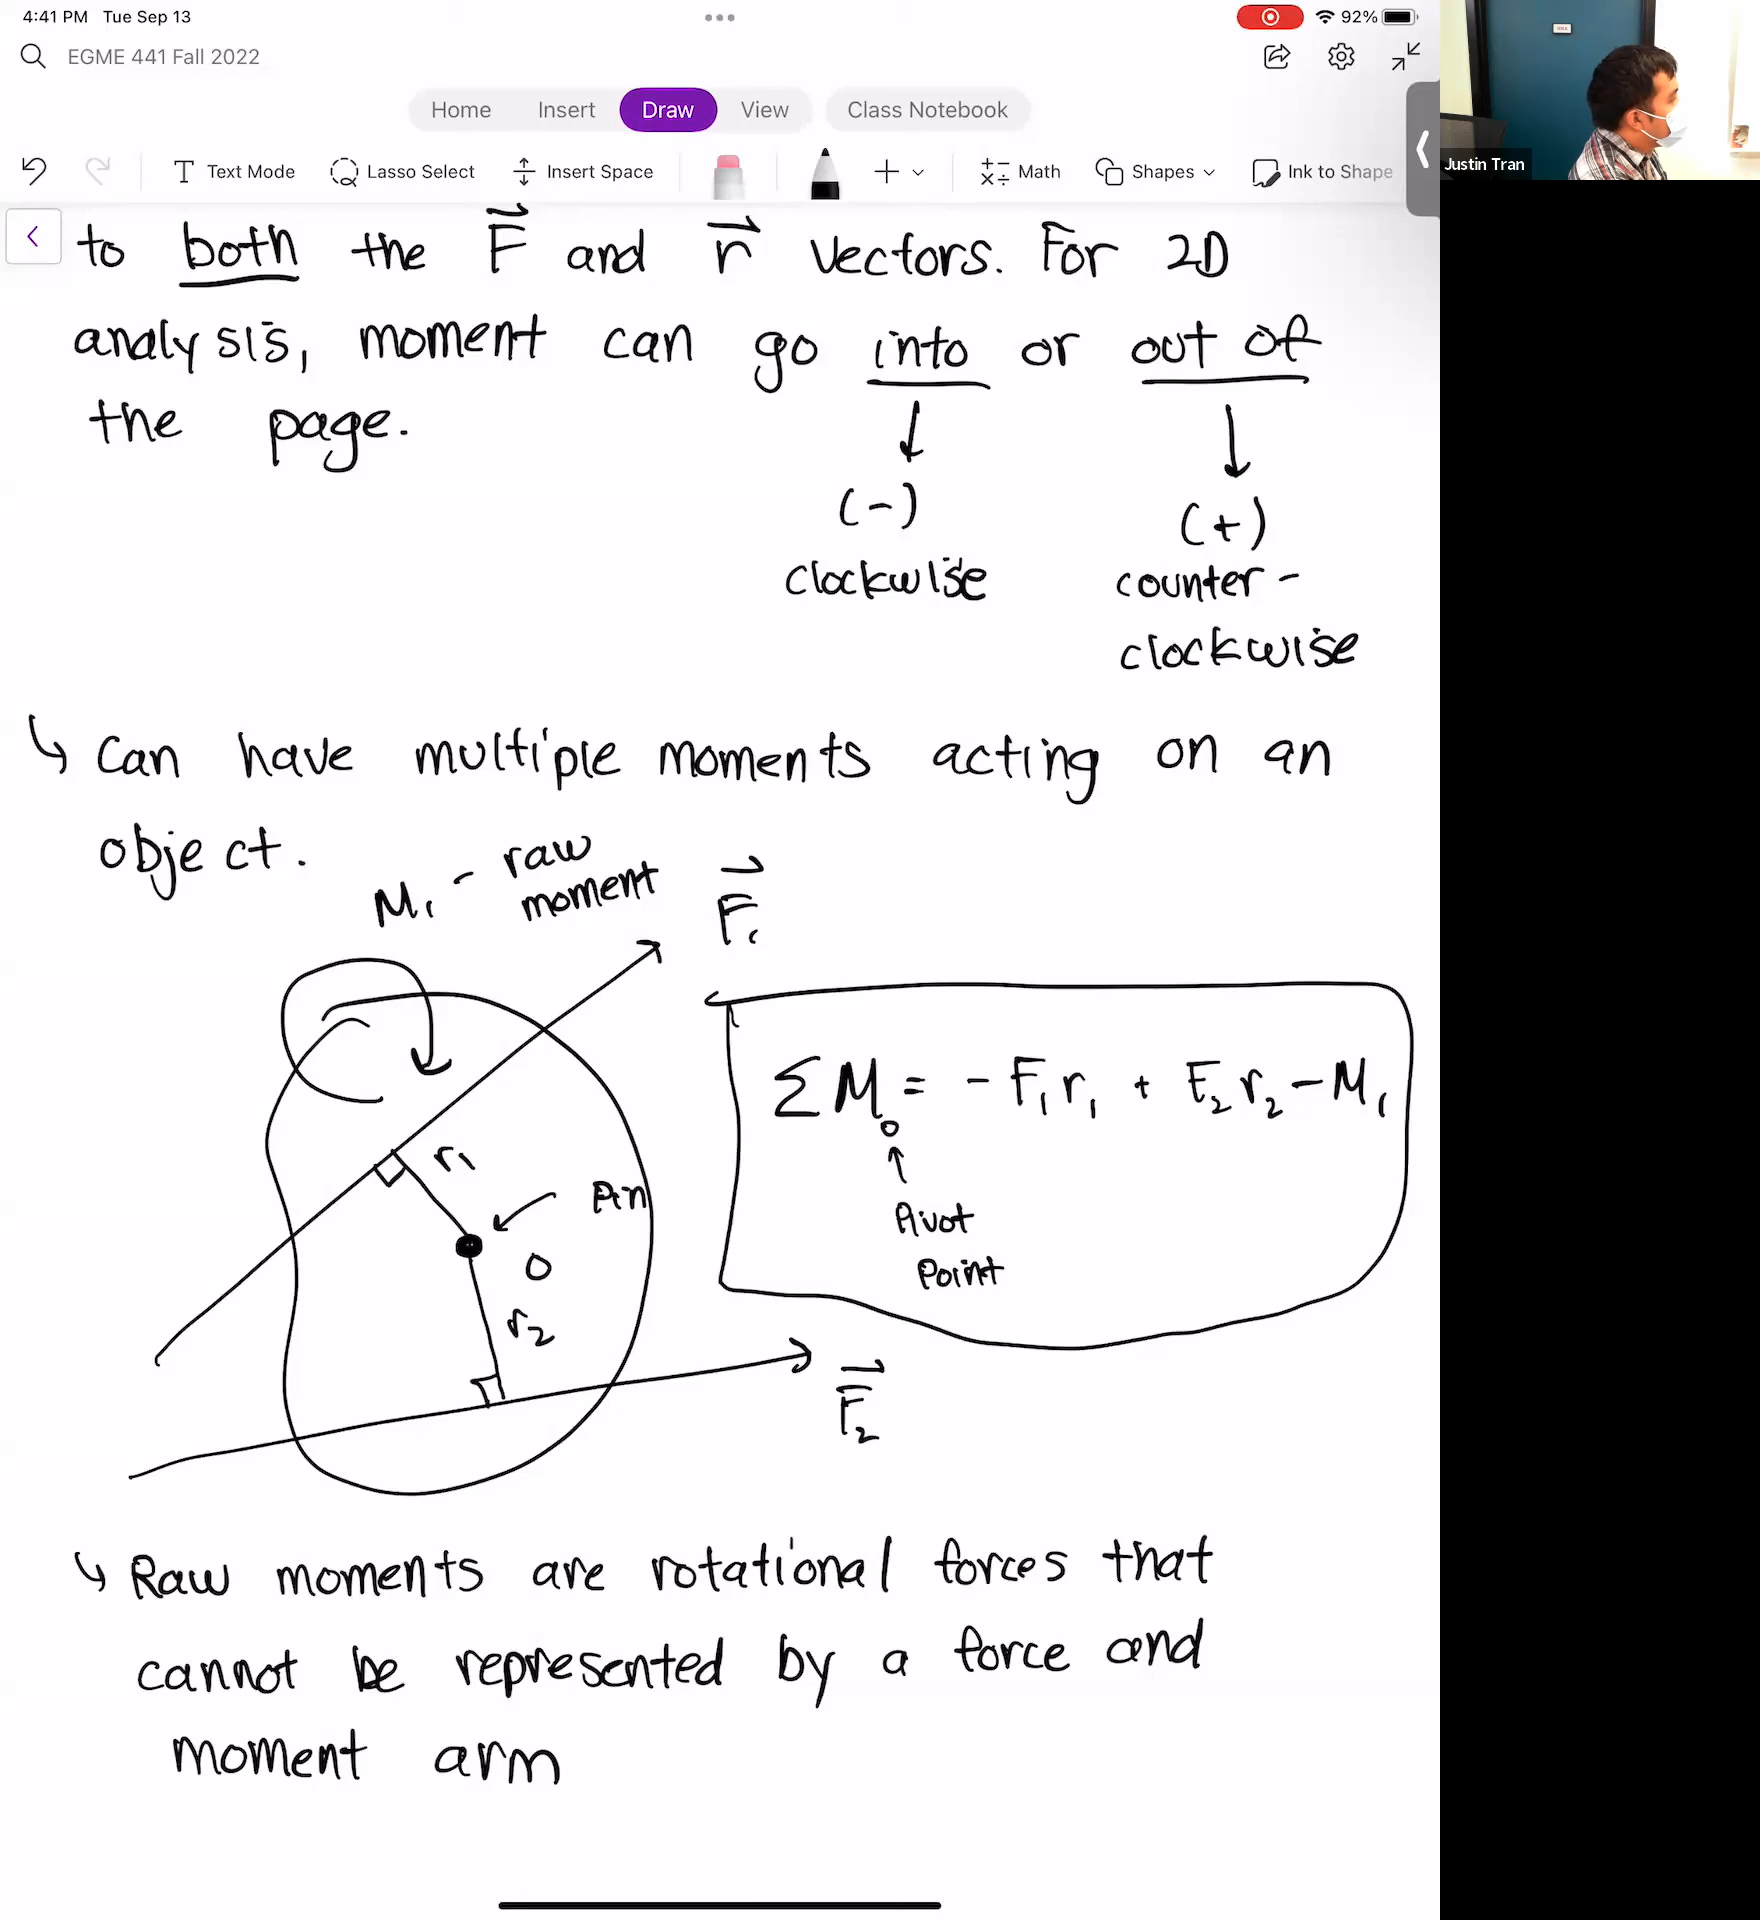 4:41 PM Tue Sep 13
92%
EGME 441 Fall 2022
Home Insert Draw View Class Notebook
Text Mode Lasso Select Insert Space Math Shapes Ink to Shape
Justin Tran
to both the F⃗ and r⃗ vectors. For 2D
analysis, moment can go into or out of
the page.
(-) (+)
clockwise counter-
clockwise
↳ Can have multiple moments acting on an
object.
M₁ - raw
moment
F⃗₁
ΣM₀ = - F₁r₁ + F₂r₂ - M₁
↑
Pivot
Point
r₁
Pin
O
r₂
F⃗₂
↳ Raw moments are rotational forces that
cannot be represented by a force and
moment arm